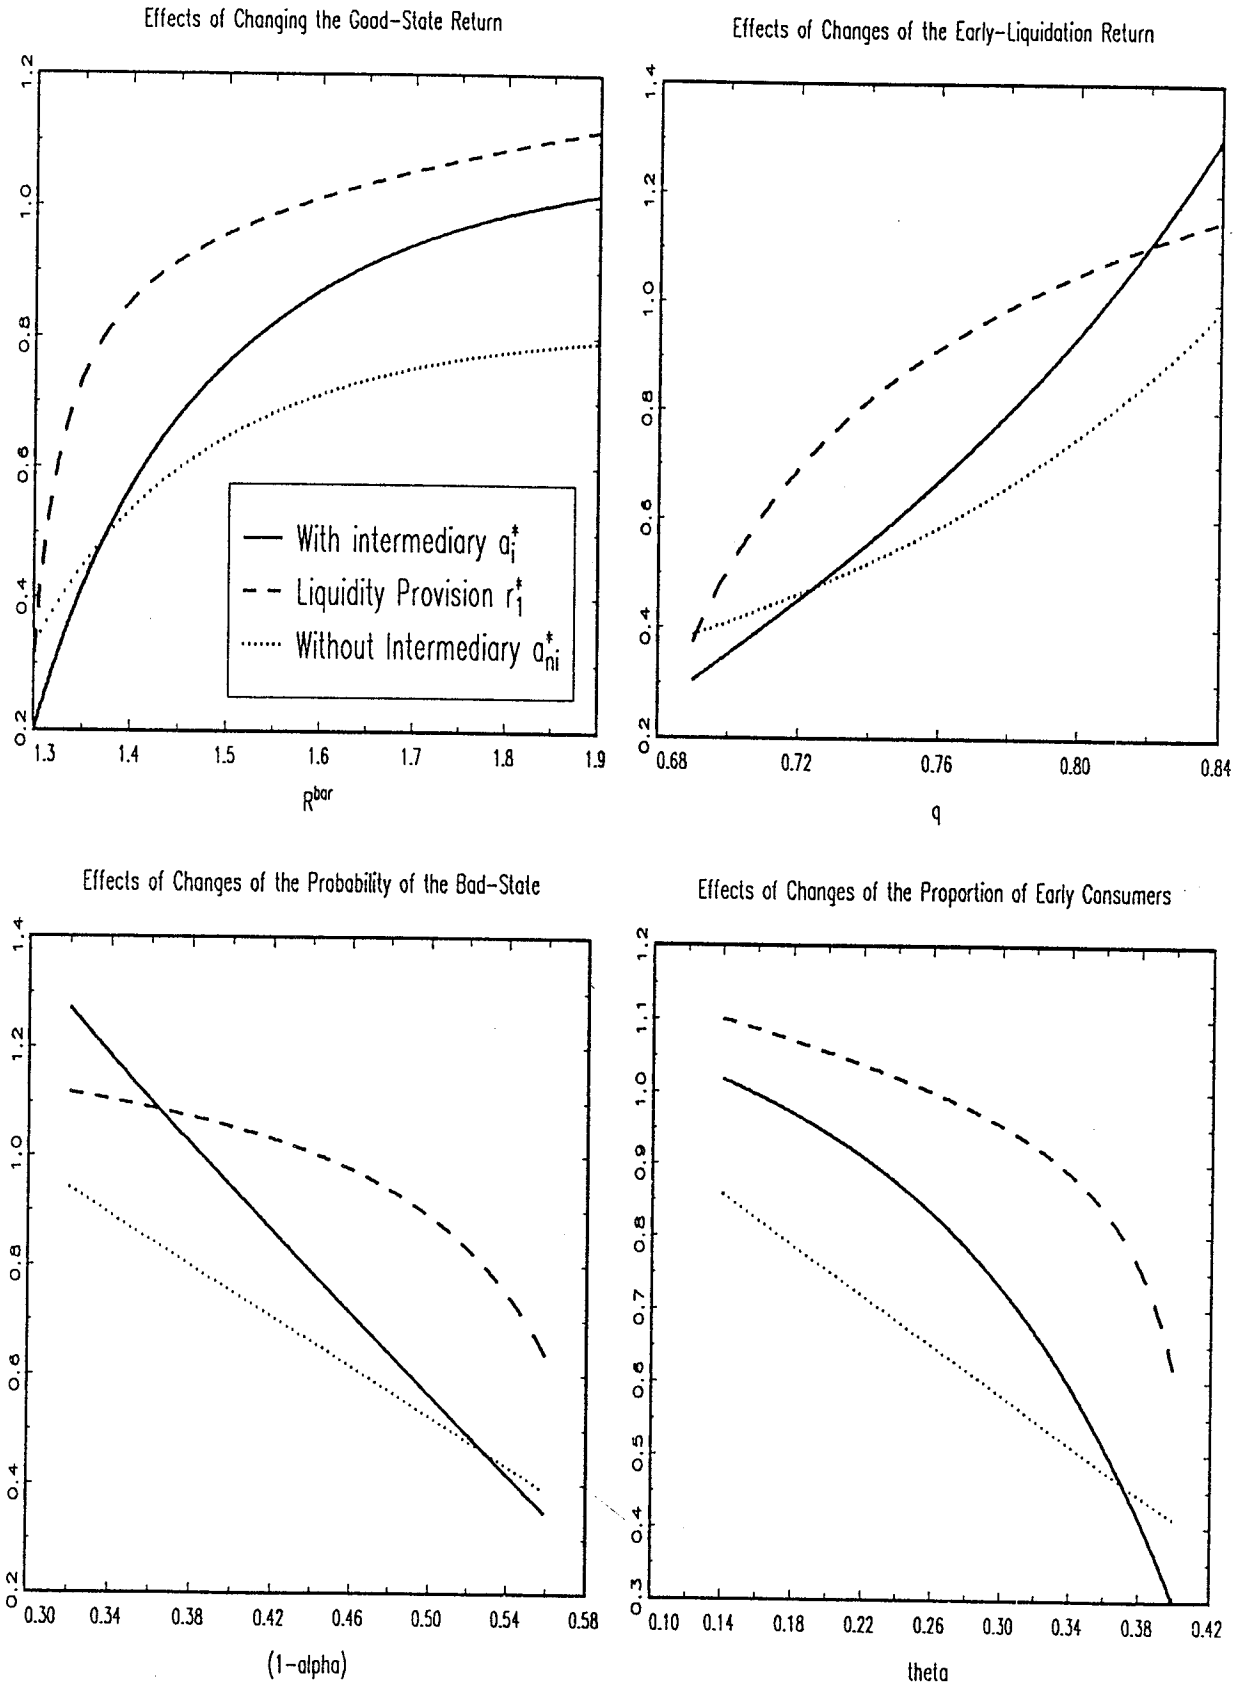 Effects of Changing the Good-State Return
1.2
1.0
0.8
0.6
0.4
0.2
1.3 1.4 1.5 1.6 1.7 1.8 1.9
R^bar
With intermediary a_i^*
Liquidity Provision r_1^*
Without Intermediary a_ni^*
Effects of Changes of the Early-Liquidation Return
1.4
1.2
1.0
0.8
0.6
0.4
0.2
0.68 0.72 0.76 0.80 0.84
q
Effects of Changes of the Probability of the Bad-State
1.4
1.2
1.0
0.8
0.6
0.4
0.2
0.30 0.34 0.38 0.42 0.46 0.50 0.54 0.58
(1-alpha)
Effects of Changes of the Proportion of Early Consumers
1.2
1.1
1.0
0.9
0.8
0.7
0.6
0.5
0.4
0.3
0.10 0.14 0.18 0.22 0.26 0.30 0.34 0.38 0.42
theta